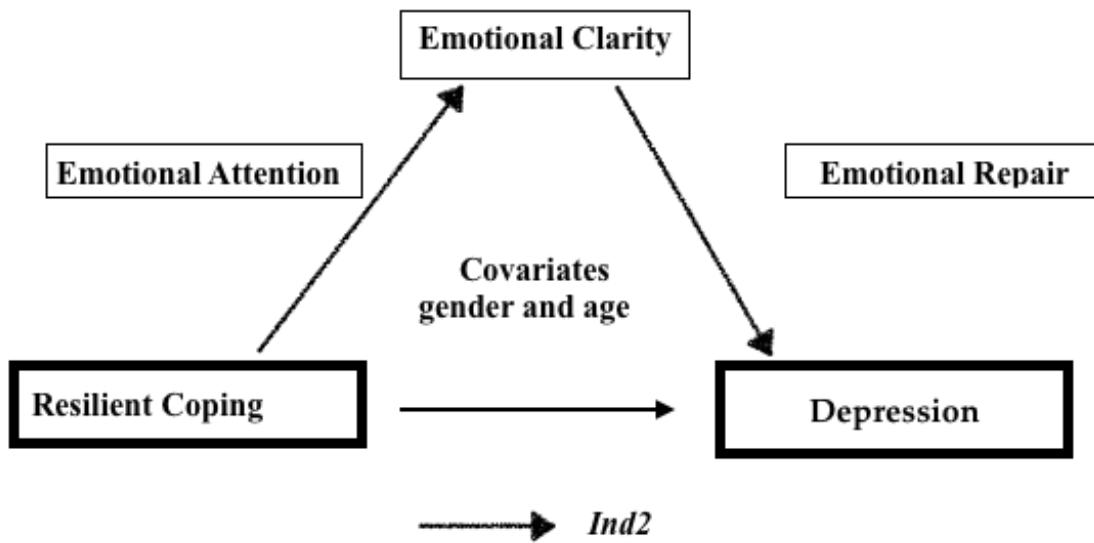 Emotional Clarity
Emotional Attention
Emotional Repair
Covariates
gender and age
Resilient Coping
Depression
Ind2